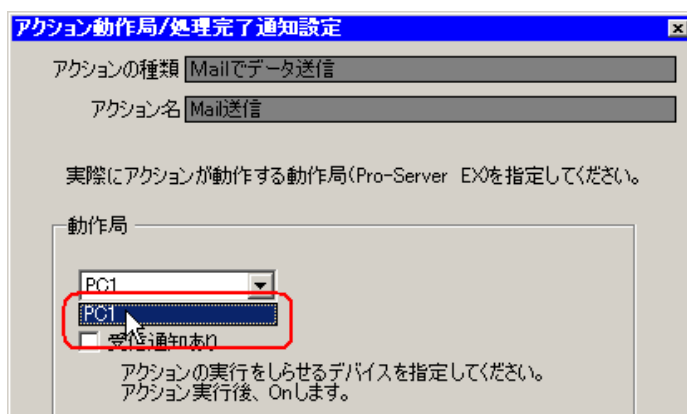 アクション動作局/処理完了通知設定
アクションの種類 Mailでデータ送信
アクション名 Mail送信
実際にアクションが動作する動作局(Pro-Server EX)を指定してください。
動作局
PC1
PC1
受信通知あり
アクションの実行をしらせるデバイスを指定してください。
アクション実行後、Onします。